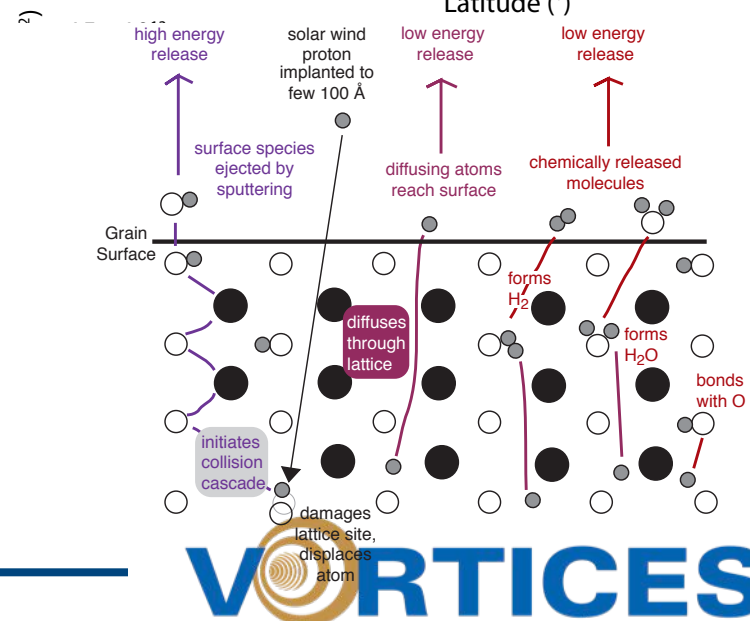 Latitude (°)
high energy
release
solar wind
proton
implanted to
few 100 Å
low energy
release
low energy
release
surface species
ejected by
sputtering
diffusing atoms
reach surface
chemically released
molecules
Grain
Surface
forms
H2
diffuses
through
lattice
forms
H2O
bonds
with O
initiates
collision
cascade
damages
lattice site,
displaces
atom
VORTICES